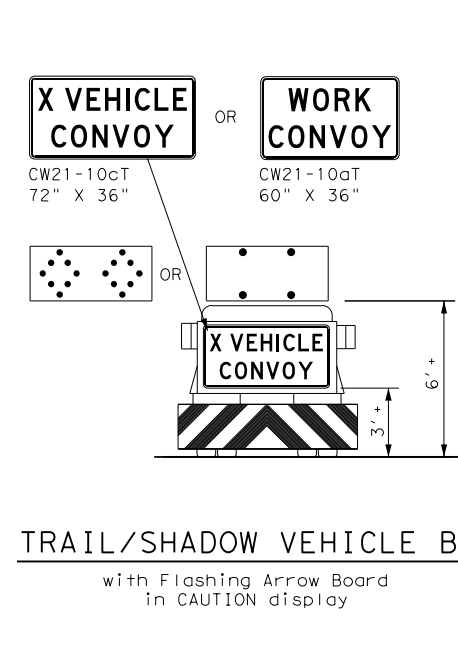 X VEHICLE
CONVOY
OR
WORK
CONVOY
CW21-10cT
72" X 36"
CW21-10aT
60" X 36"
OR
X VEHICLE
CONVOY
6'+
3'+
TRAIL/SHADOW VEHICLE B
with Flashing Arrow Board
in CAUTION display